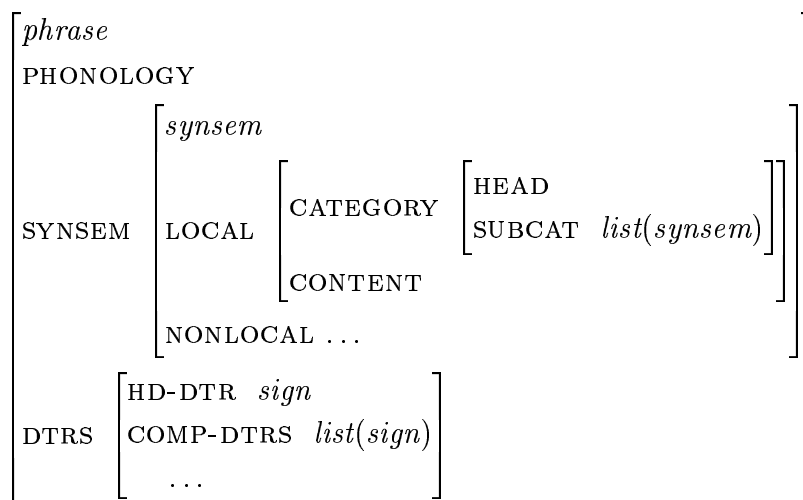 phrase
PHONOLOGY
synsem
HEAD
CATEGORY
SUBCAT list(synsem)
SYNSEM LOCAL
CONTENT
NONLOCAL ...
HD-DTR sign
DTRS COMP-DTRS list(sign)
...